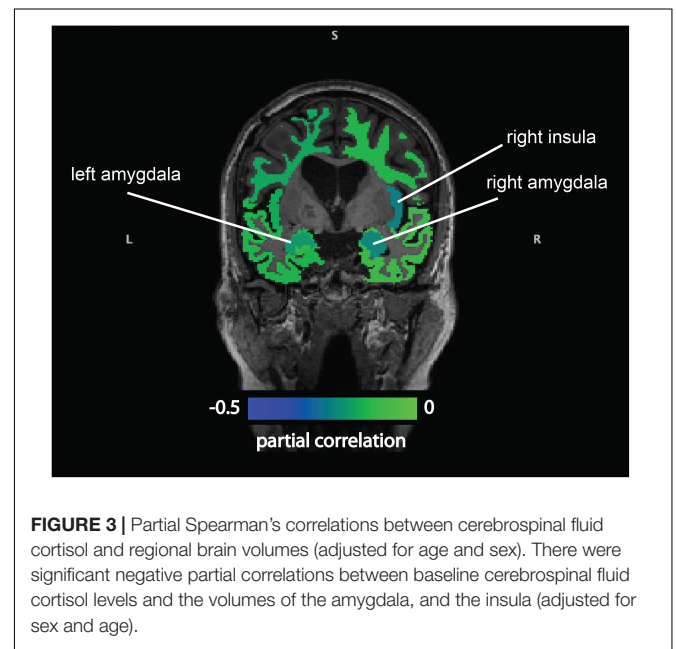 S
right insula
left amygdala
right amygdala
L
R
-0.5
0
partial correlation
FIGURE 3 | Partial Spearman's correlations between cerebrospinal fluid
cortisol and regional brain volumes (adjusted for age and sex). There were
significant negative partial correlations between baseline cerebrospinal fluid
cortisol levels and the volumes of the amygdala, and the insula (adjusted for
sex and age).